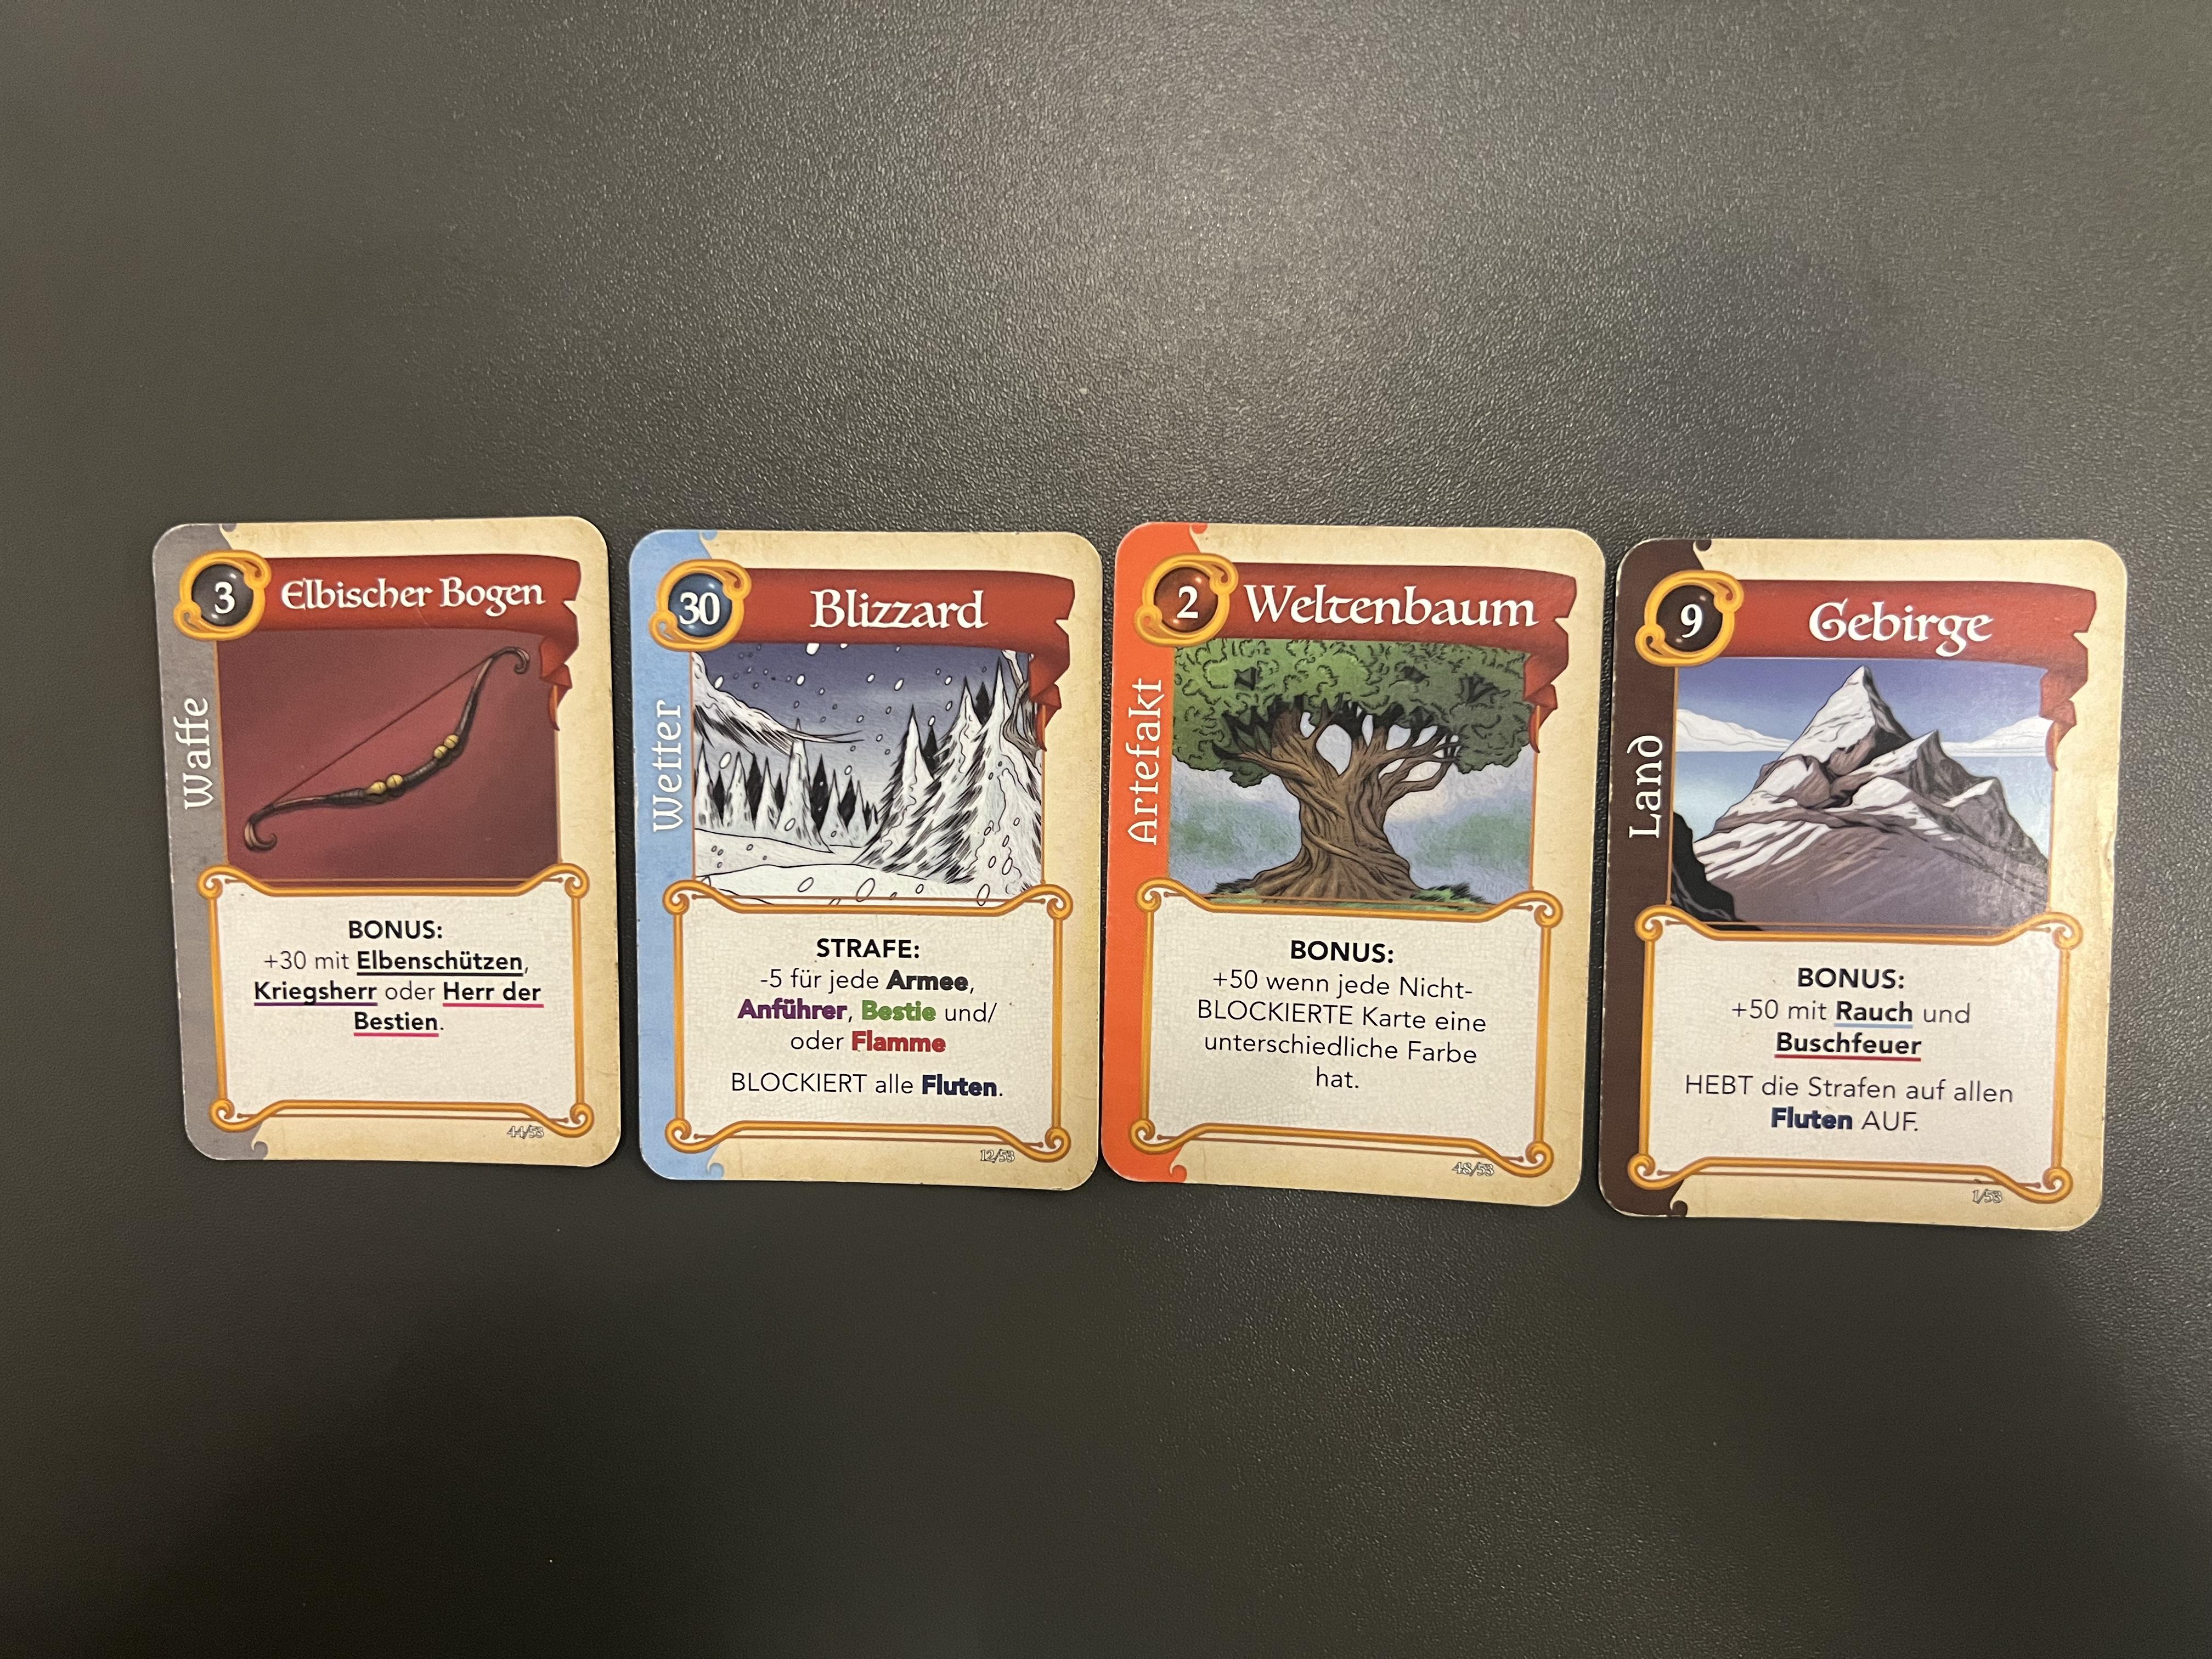 Waffe
3
Elbischer Bogen
BONUS:
+30 mit Elbenschützen,
Kriegsherr oder Herr der
Bestien.
44/53
Wetter
30
Blizzard
STRAFE:
-5 für jede Armee,
Anführer, Bestie und/
oder Flamme
BLOCKIERT alle Fluten.
12/53
Artefakt
2
Weltenbaum
BONUS:
+50 wenn jede Nicht-
BLOCKIERTE Karte eine
unterschiedliche Farbe
hat.
48/53
Land
9
Gebirge
BONUS:
+50 mit Rauch und
Buschfeuer
HEBT die Strafen auf allen
Fluten AUF.
1/53